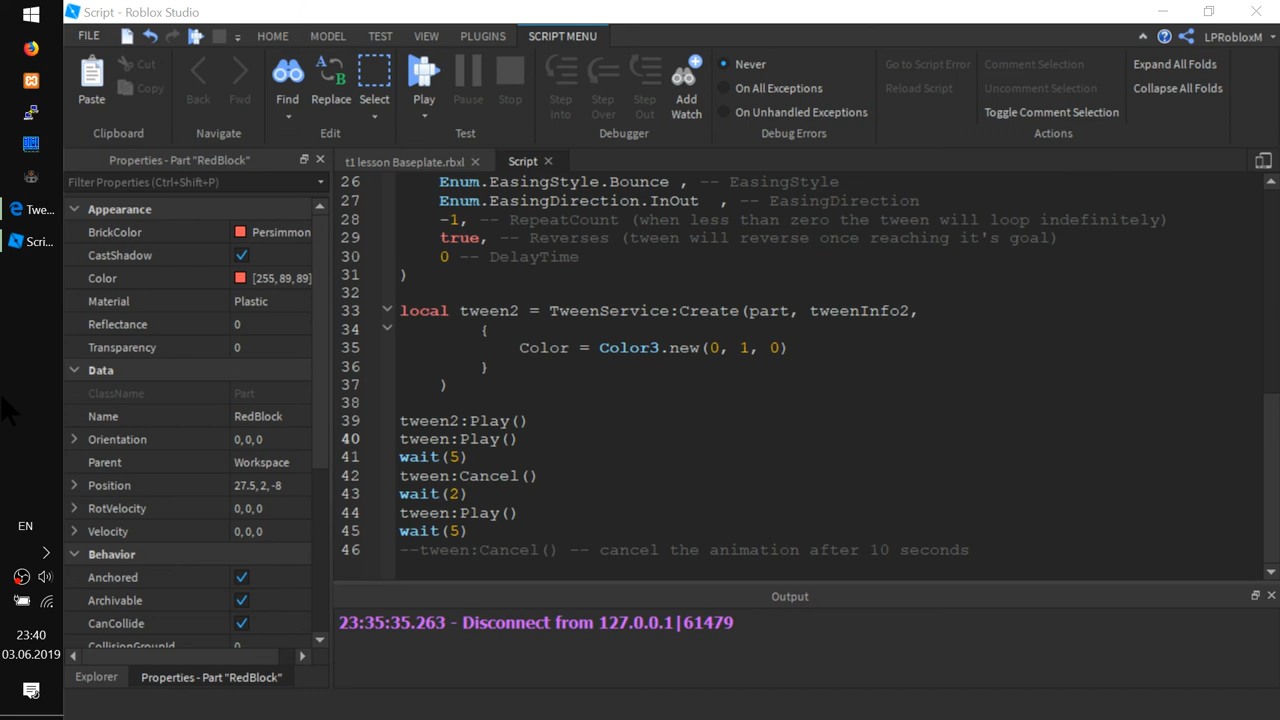 Script - Roblox Studio
FILE
HOME
MODEL
TEST
VIEW
PLUGINS
SCRIPT MENU
LPRobloxM
Paste
Cut
Copy
Clipboard
Back
Fwd
Navigate
Find
Replace
Select
Edit
Play
Pause
Stop
Test
Step Into
Step Over
Step Out
Add Watch
Debugger
Never
On All Exceptions
On Unhandled Exceptions
Debug Errors
Go to Script Error
Reload Script
Comment Selection
Uncomment Selection
Toggle Comment Selection
Actions
Expand All Folds
Collapse All Folds
Properties - Part "RedBlock"
Filter Properties (Ctrl+Shift+P)
Appearance
BrickColor Persimmon
CastShadow
Color [255, 89, 89]
Material Plastic
Reflectance 0
Transparency 0
Data
ClassName Part
Name RedBlock
Orientation 0, 0, 0
Parent Workspace
Position 27.5, 2, -8
RotVelocity 0, 0, 0
Velocity 0, 0, 0
Behavior
Anchored
Archivable
CanCollide
CollisionGroupId 0
Explorer
Properties - Part "RedBlock"
t1 lesson Baseplate.rbxl
Script
26 Enum.EasingStyle.Bounce , -- EasingStyle
27 Enum.EasingDirection.InOut , -- EasingDirection
28 -1, -- RepeatCount (when less than zero the tween will loop indefinitely)
29 true, -- Reverses (tween will reverse once reaching it's goal)
30 0 -- DelayTime
31 )
32
33 local tween2 = TweenService:Create(part, tweenInfo2,
34 {
35 Color = Color3.new(0, 1, 0)
36 }
37 )
38
39 tween2:Play()
40 tween:Play()
41 wait(5)
42 tween:Cancel()
43 wait(2)
44 tween:Play()
45 wait(5)
46 --tween:Cancel() -- cancel the animation after 10 seconds
Output
23:35:35.263 - Disconnect from 127.0.0.1|61479
Twe...
Scri...
EN
23:40
03.06.2019